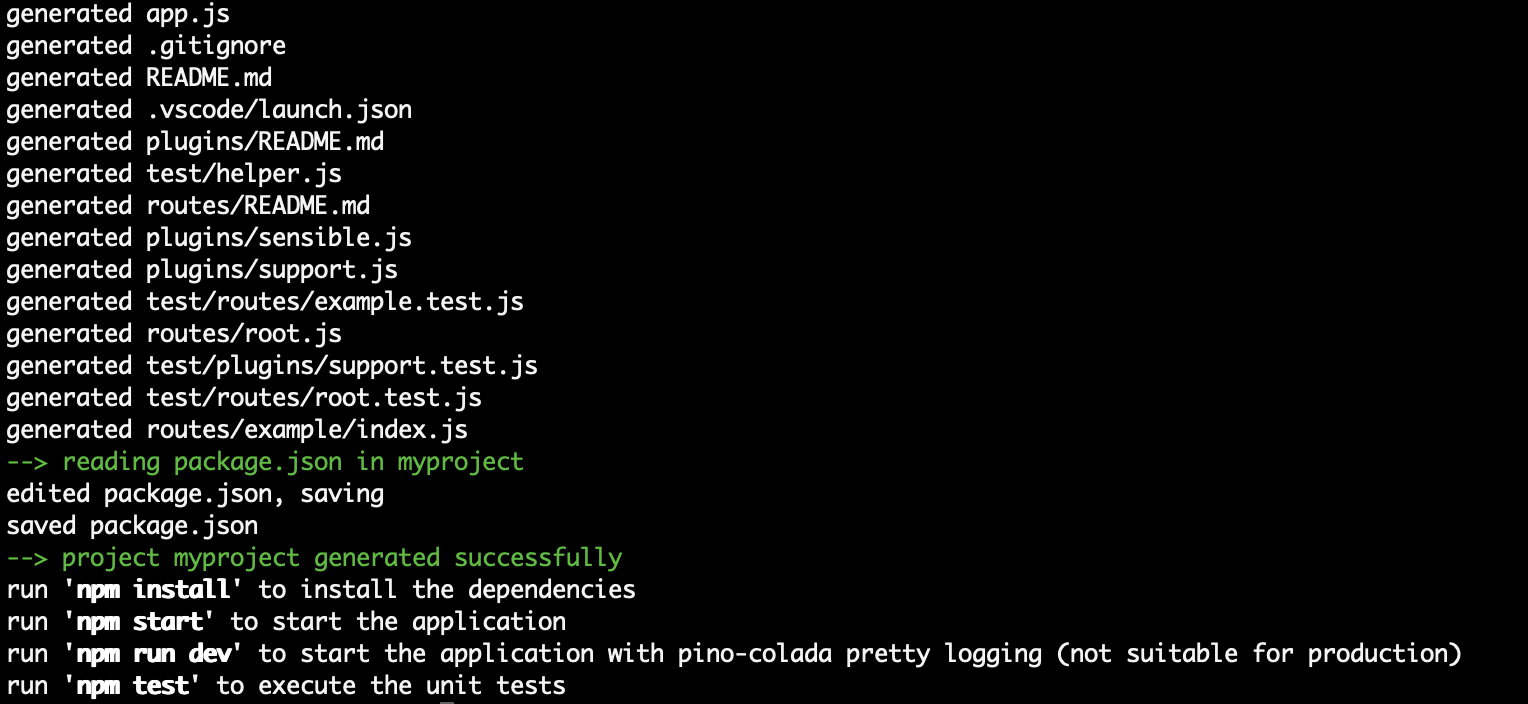 generated app.js
generated .gitignore
generated README.md
generated .vscode/launch.json
generated plugins/README.md
generated test/helper.js
generated routes/README.md
generated plugins/sensible.js
generated plugins/support.js
generated test/routes/example.test.js
generated routes/root.js
generated test/plugins/support.test.js
generated test/routes/root.test.js
generated routes/example/index.js
--> reading package.json in myproject
edited package.json, saving
saved package.json
--> project myproject generated successfully
run 'npm install' to install the dependencies
run 'npm start' to start the application
run 'npm run dev' to start the application with pino-colada pretty logging (not suitable for production)
run 'npm test' to execute the unit tests